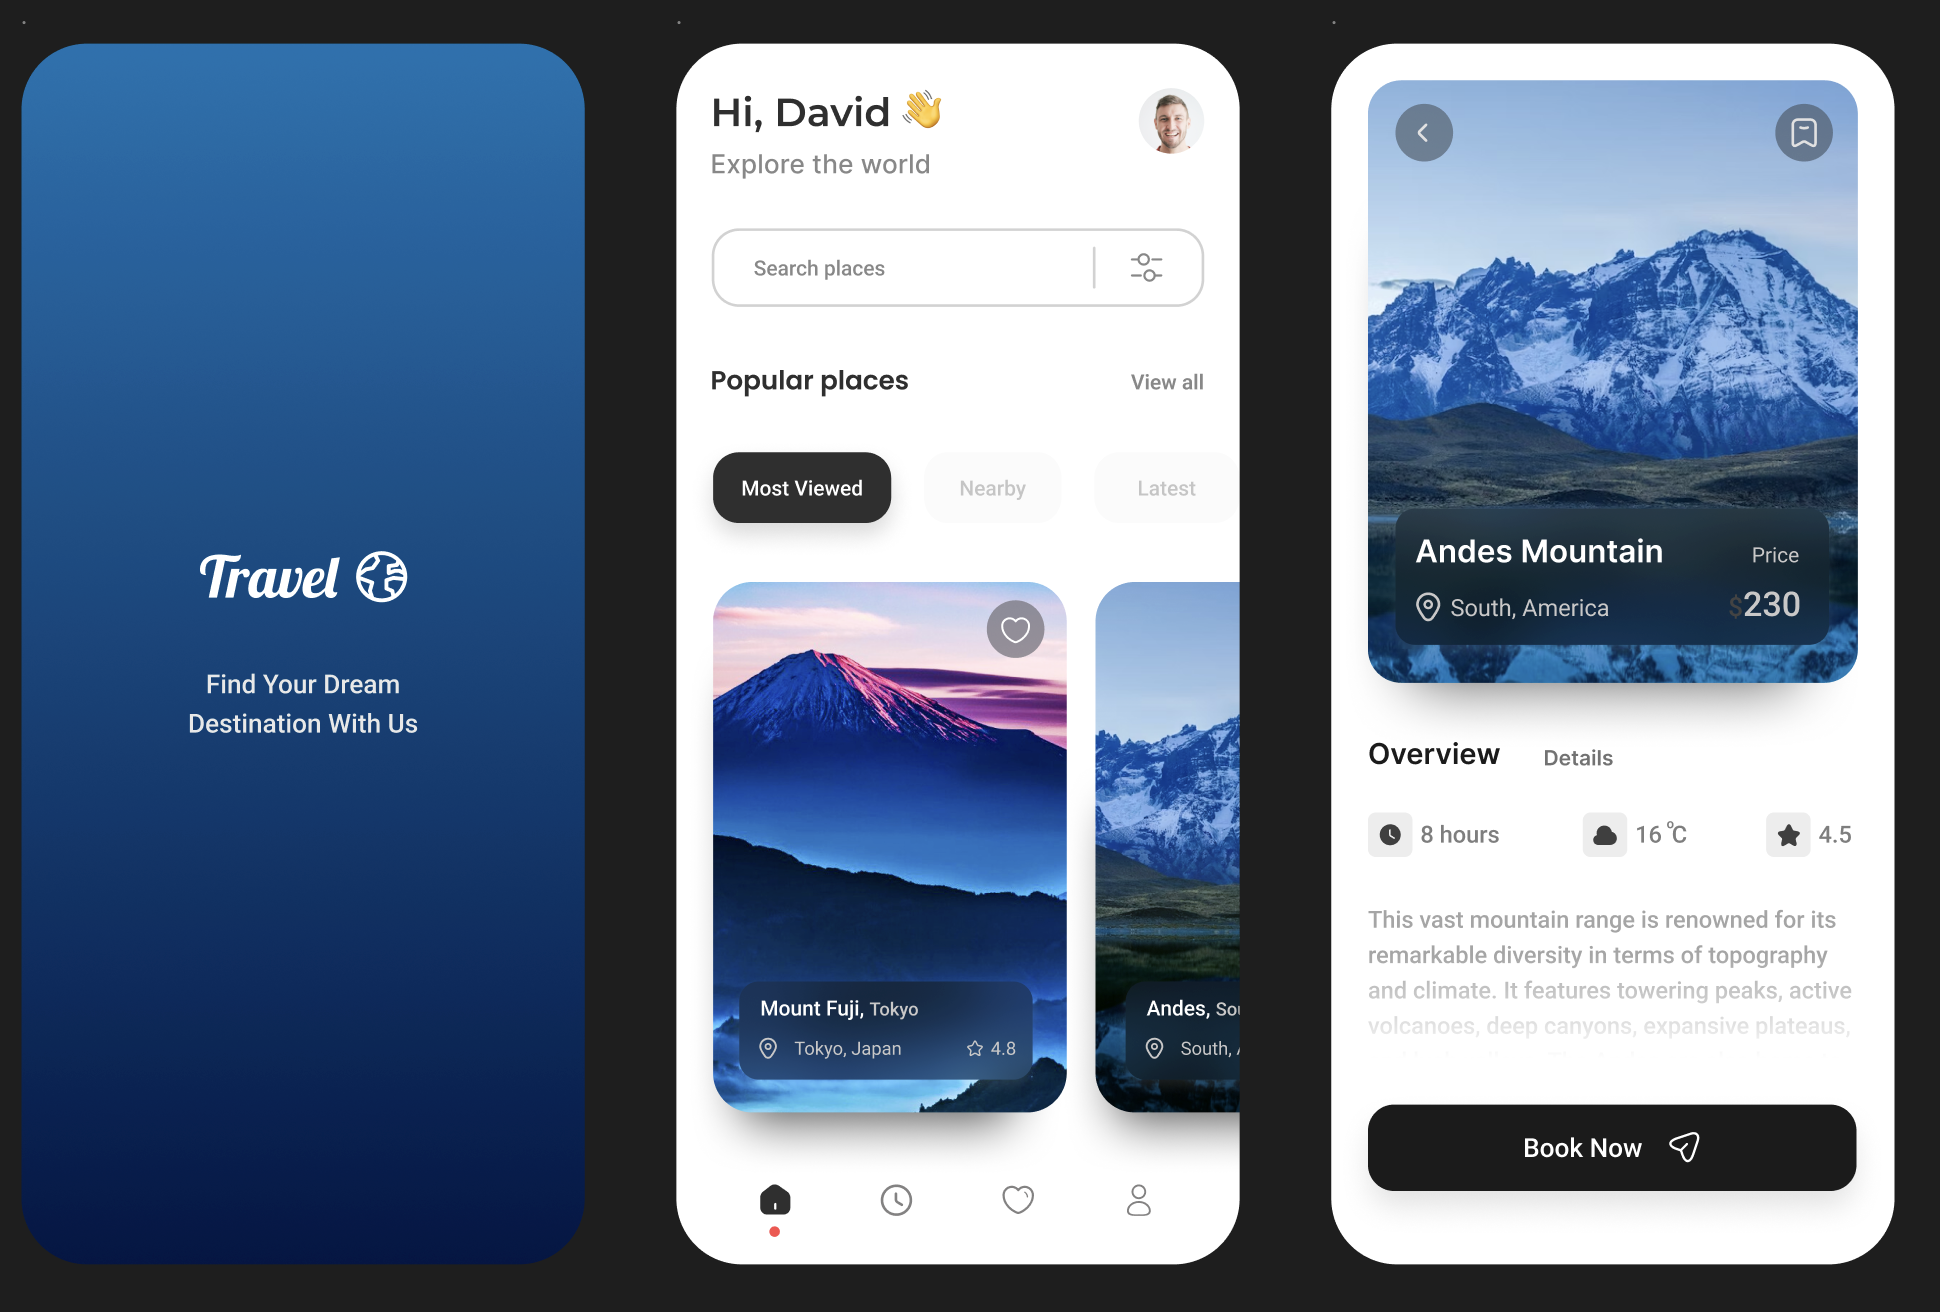 Travel
Find Your Dream
Destination With Us
Hi, David 👋
Explore the world
Search places
Popular places
View all
Most Viewed
Nearby
Latest
Mount Fuji, Tokyo
Tokyo, Japan
4.8
Andes,
South,
Andes Mountain
Price
South, America
$230
Overview
Details
8 hours
16 °C
4.5
This vast mountain range is renowned for its
remarkable diversity in terms of topography
and climate. It features towering peaks, active
volcanoes, deep canyons, expansive plateaus,
Book Now